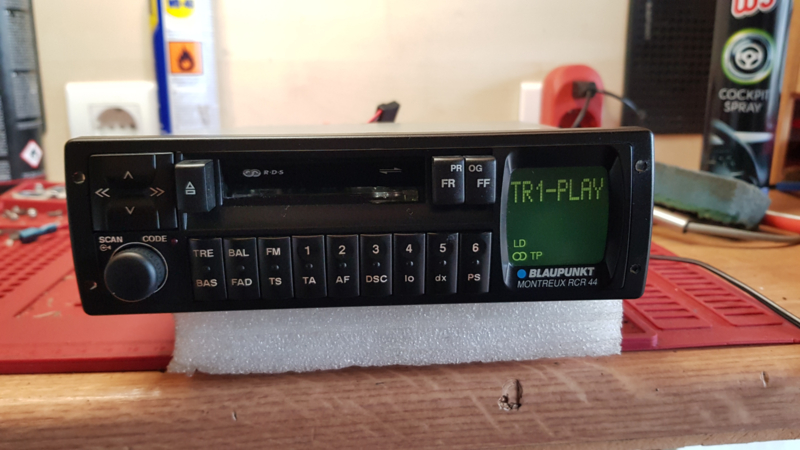 COCKPIT
SPRAY
R·D·S
PR OG
FR FF
TR1-PLAY
LD
TP
BLAUPUNKT
MONTREUX RCR 44
SCAN CODE
TRE BAL FM 1 2 3 4 5 6
BAS FAD TS TA AF DSC lo dx PS